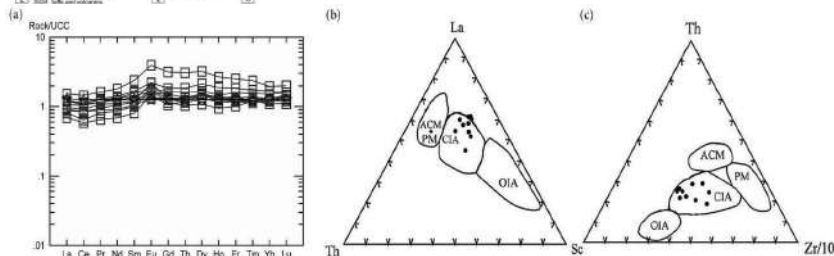 (a)
Rock/UCC
10
1
.1
.01
La Ce Pr Nd Sm Eu Gd Tb Dy Ho Er Tm Yb Lu
(b)
La
ACM
PM
CIA
OIA
Th
Sc
(c)
Th
ACM
PM
CIA
OIA
Zr/10